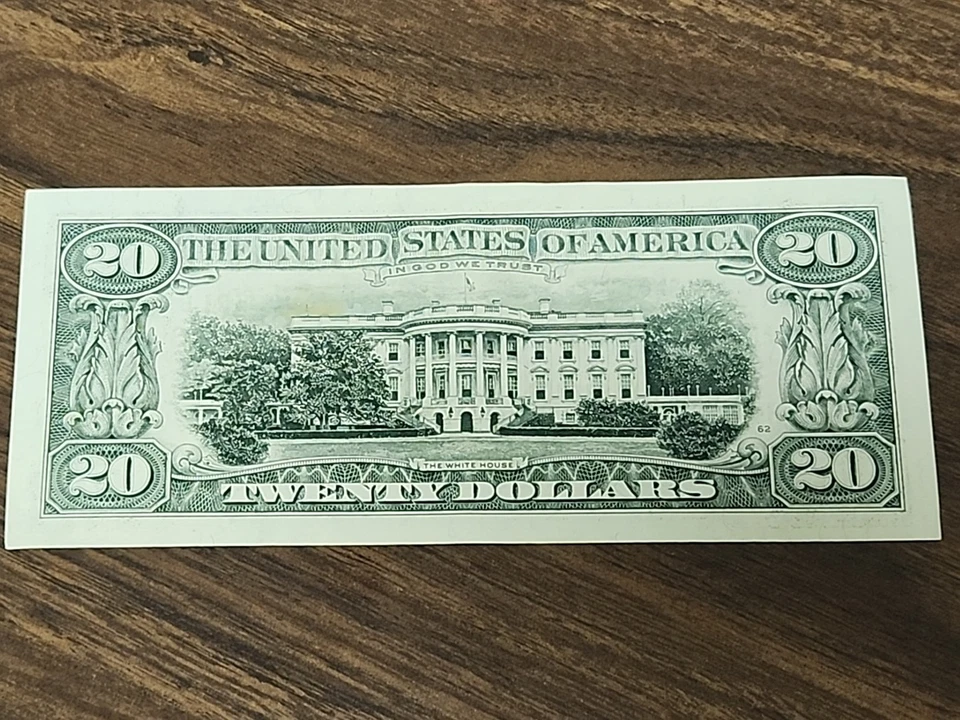 20 THE UNITED STATES OF AMERICA 20
IN GOD WE TRUST
62
THE WHITE HOUSE
20 TWENTY DOLLARS 20